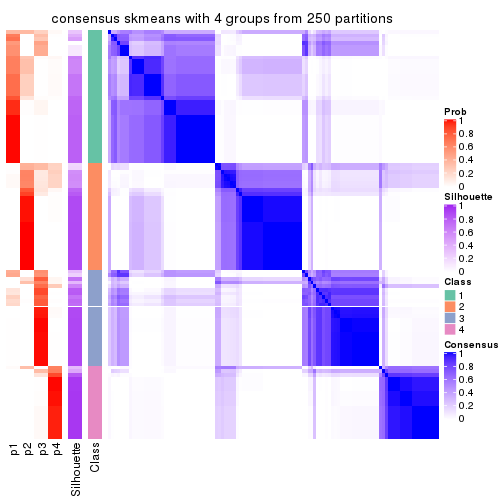 consensus skmeans with 4 groups from 250 partitions
Prob
1
0.8
0.6
0.4
0.2
0
Silhouette
1
0.8
0.6
0.4
0.2
0
Class
1
2
3
4
Consensus
1
0.8
0.6
0.4
0.2
0
p1
p2
p3
p4
Silhouette
Class